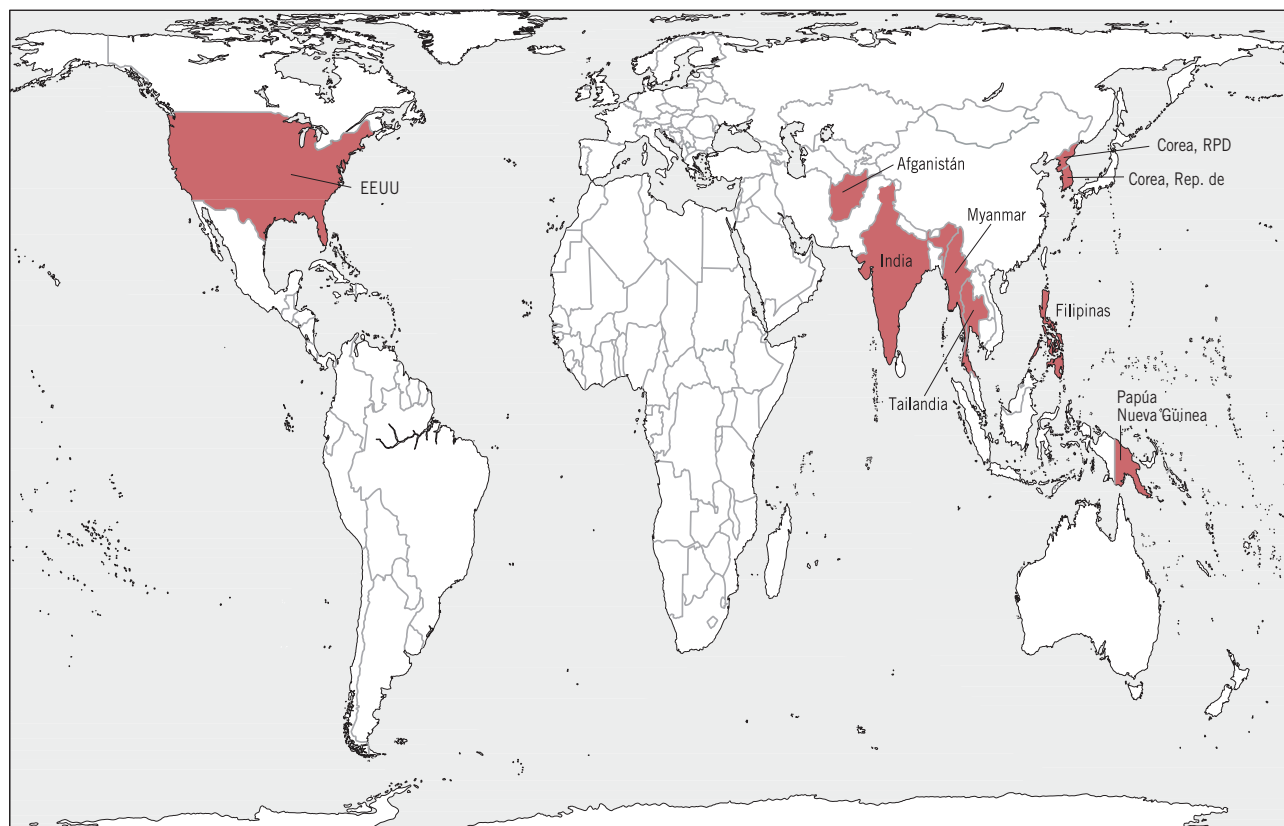 Corea, RPD
Afganistán
Corea, Rep. de
EEUU
Myanmar
India
Filipinas
Tailandia
Papúa
Nueva Guinea